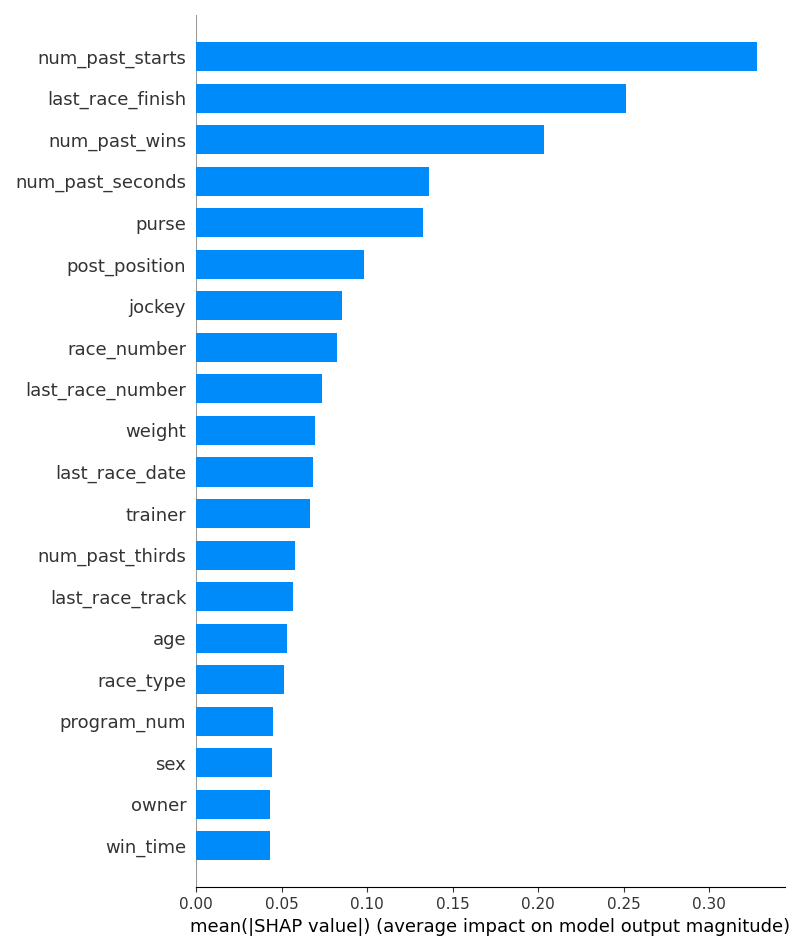 num_past_starts
last_race_finish
num_past_wins
num_past_seconds
purse
post_position
jockey
race_number
last_race_number
weight
last_race_date
trainer
num_past_thirds
last_race_track
age
race_type
program_num
sex
owner
win_time
0.00 0.05 0.10 0.15 0.20 0.25 0.30
mean(|SHAP value|) (average impact on model output magnitude)